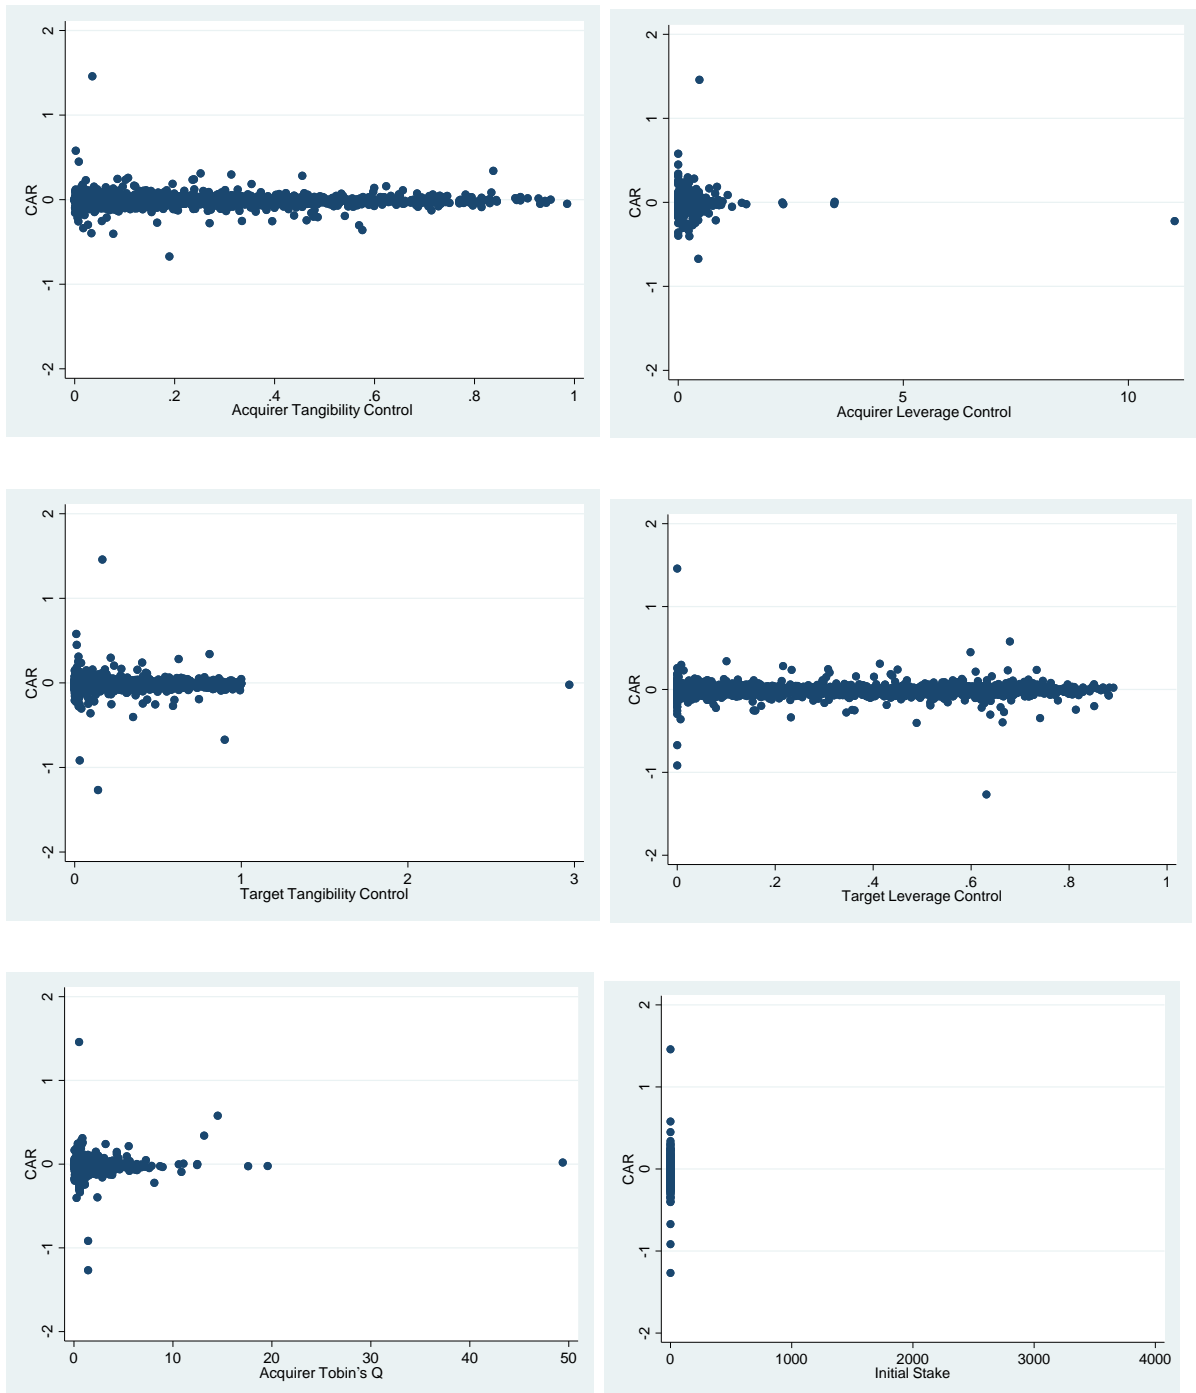 2
1
0
-1
-2
CAR
0 .2 .4 .6 .8 1
Acquirer Tangibility Control
2
1
0
-1
-2
CAR
0 5 10
Acquirer Leverage Control
2
1
0
-1
-2
CAR
0 1 2 3
Target Tangibility Control
2
1
0
-1
-2
CAR
0 .2 .4 .6 .8 1
Target Leverage Control
2
1
0
-1
-2
CAR
0 10 20 30 40 50
Acquirer Tobin's Q
2
1
0
-1
-2
CAR
0 1000 2000 3000 4000
Initial Stake